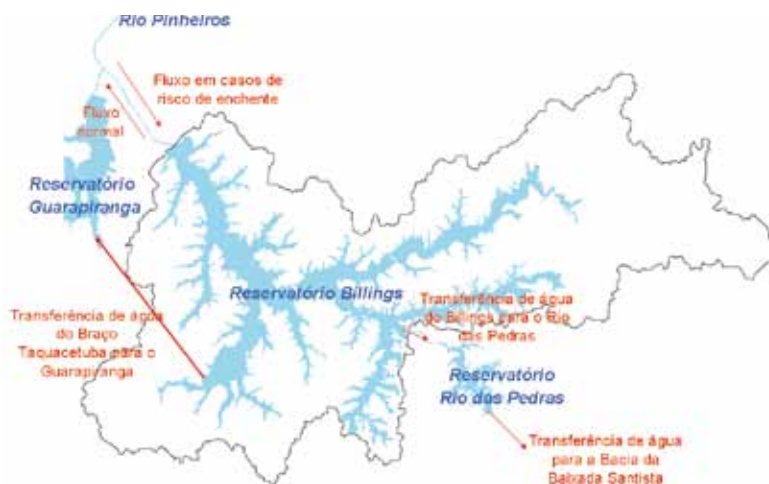 Rio Pinheiros
Fluxo em casos de
risco de enchente
Fluxo
normal
Reservatório
Guarapiranga
Reservatório Billings
Transferência de água
do Braço
Taquacetuba para o
Guarapiranga
Transferência de água
do Billings para o Rio
das Pedras
Reservatório
Rio das Pedras
Transferência de água
para a Bacia da
Baixada Santista